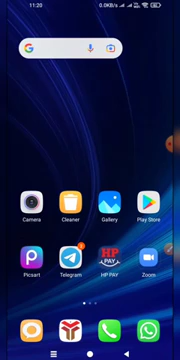 11:20 0.0KB/s
Camera Cleaner Gallery Play Store
HP
PAY
Picsart Telegram HP PAY Zoom